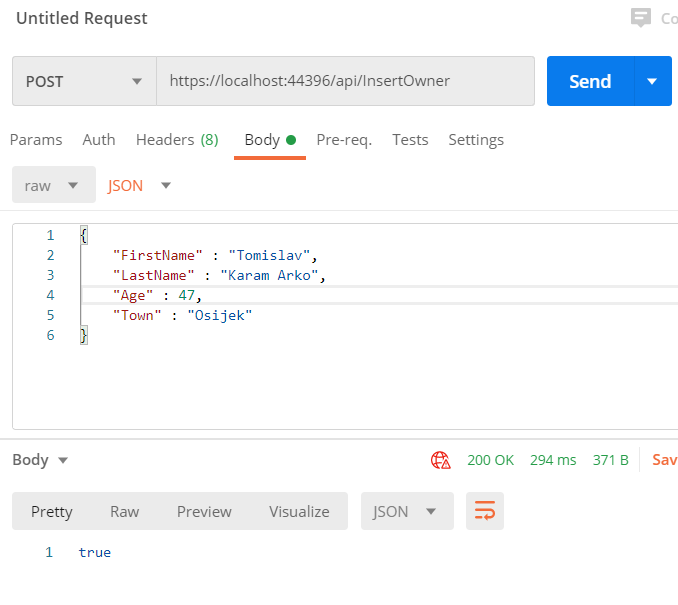 Untitled Request
Co
POST https://localhost:44396/api/InsertOwner Send
Params Auth Headers (8) Body Pre-req. Tests Settings
raw JSON
1 {
2 "FirstName" : "Tomislav",
3 "LastName" : "Karam Arko",
4 "Age" : 47,
5 "Town" : "Osijek"
6 }
Body 200 OK 294 ms 371 B Sav
Pretty Raw Preview Visualize JSON
1 true